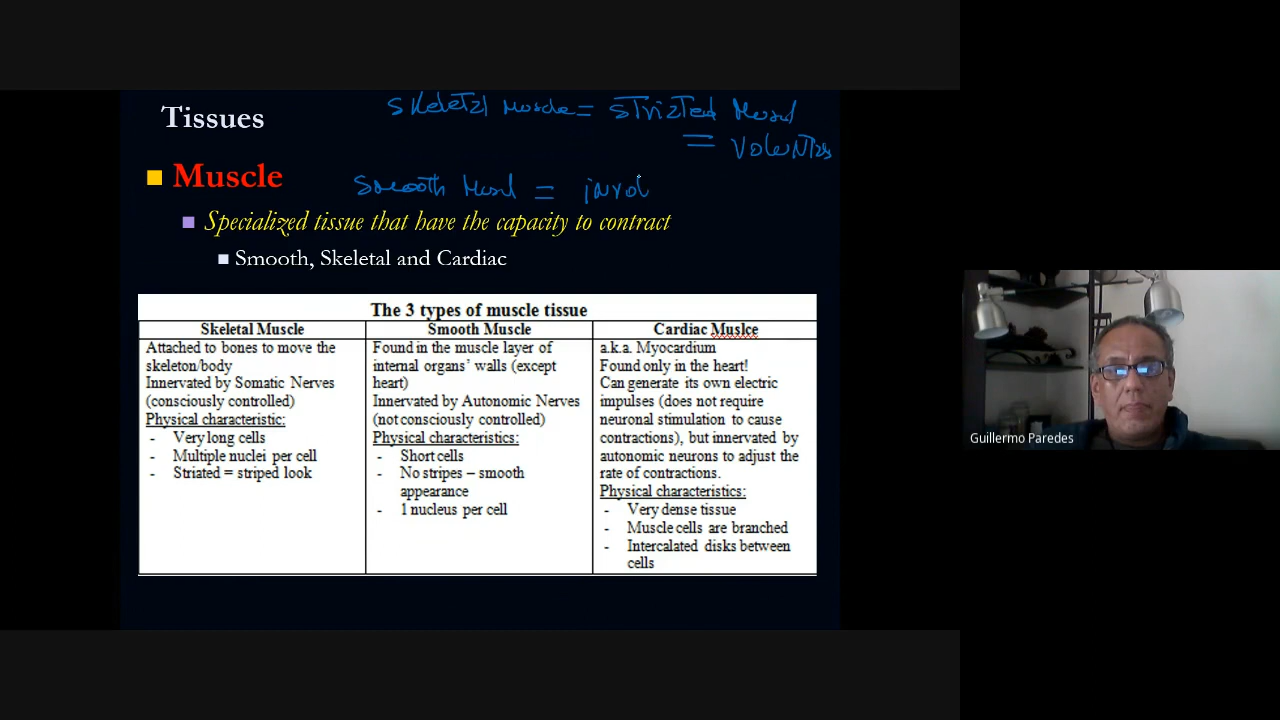 Tissues
Skeletal Muscle = Striated Muscl
= Volunt
Muscle
Smooth Muscl = invol
Specialized tissue that have the capacity to contract
Smooth, Skeletal and Cardiac
The 3 types of muscle tissue
Skeletal Muscle
Attached to bones to move the
skeleton/body
Innervated by Somatic Nerves
(consciously controlled)
Physical characteristic:
- Very long cells
- Multiple nuclei per cell
- Striated = striped look
Smooth Muscle
Found in the muscle layer of
internal organs' walls (except
heart)
Innervated by Autonomic Nerves
(not consciously controlled)
Physical characteristics:
- Short cells
- No stripes – smooth
appearance
- 1 nucleus per cell
Cardiac Muslce
a.k.a. Myocardium
Found only in the heart!
Can generate its own electric
impulses (does not require
neuronal stimulation to cause
contractions), but innervated by
autonomic neurons to adjust the
rate of contractions.
Physical characteristics:
- Very dense tissue
- Muscle cells are branched
- Intercalated disks between
cells
Guillermo Paredes